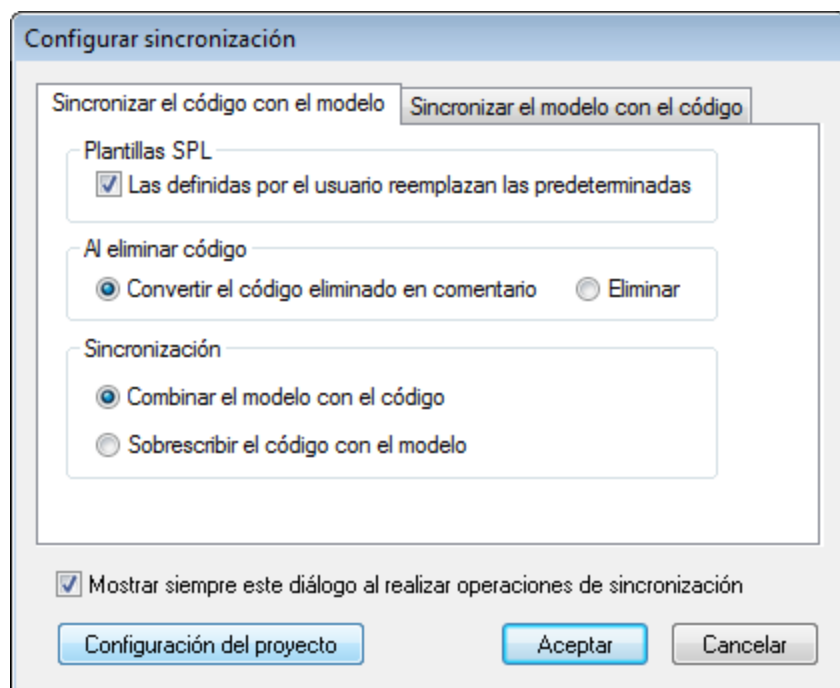 Configurar sincronización
Sincronizar el código con el modelo
Sincronizar el modelo con el código
Plantillas SPL
Las definidas por el usuario reemplazan las predeterminadas
Al eliminar código
Convertir el código eliminado en comentario
Eliminar
Sincronización
Combinar el modelo con el código
Sobrescribir el código con el modelo
Mostrar siempre este diálogo al realizar operaciones de sincronización
Configuración del proyecto
Aceptar
Cancelar